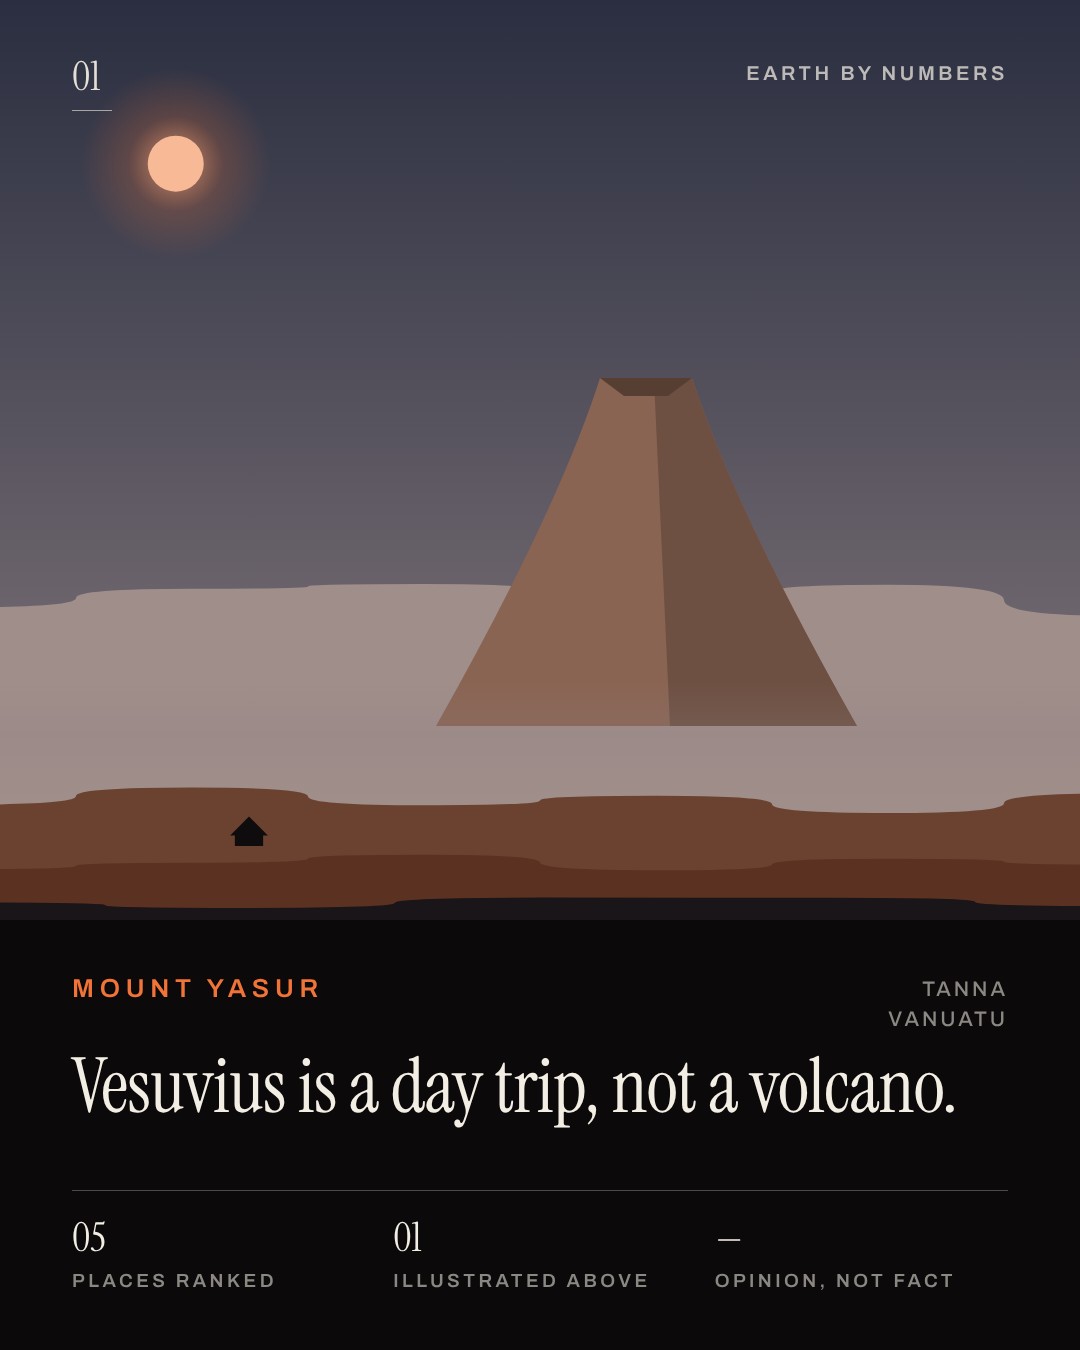 01
EARTH BY NUMBERS
MOUNT YASUR
TANNA
VANUATU
Vesuvius is a day trip, not a volcano.
05
01
–
PLACES RANKED
ILLUSTRATED ABOVE
OPINION, NOT FACT